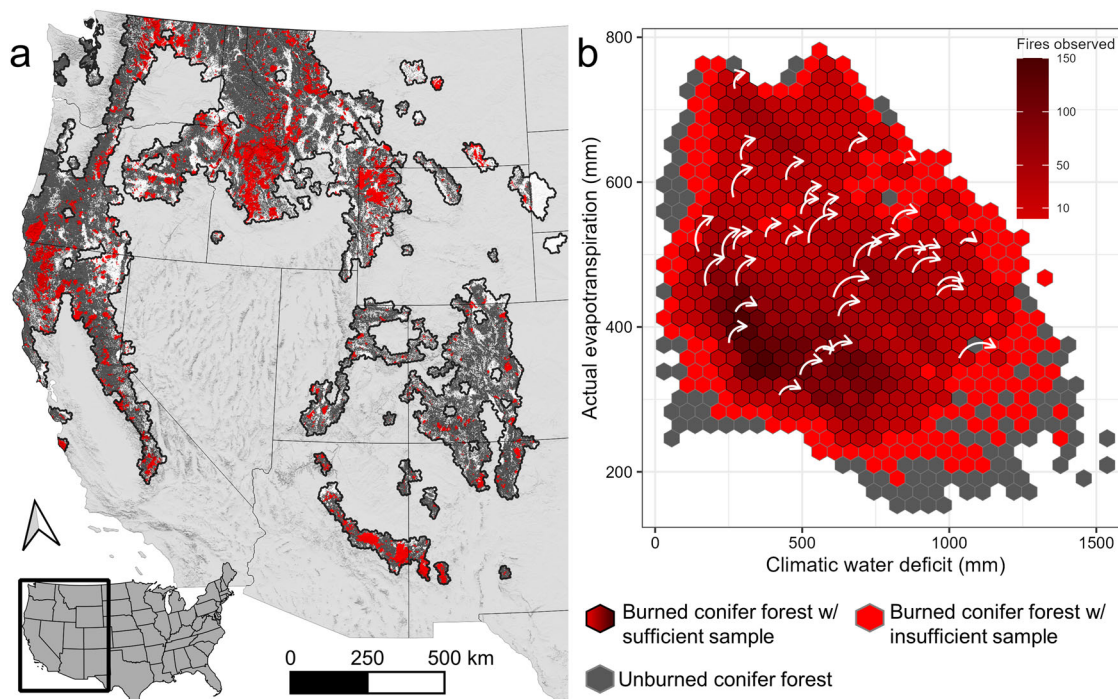 a
0
250
500 km
b
Fires observed
150
100
50
10
800
600
400
200
Actual evapotranspiration (mm)
0
500
1000
1500
Climatic water deficit (mm)
Burned conifer forest w/
sufficient sample
Burned conifer forest w/
insufficient sample
Unburned conifer forest